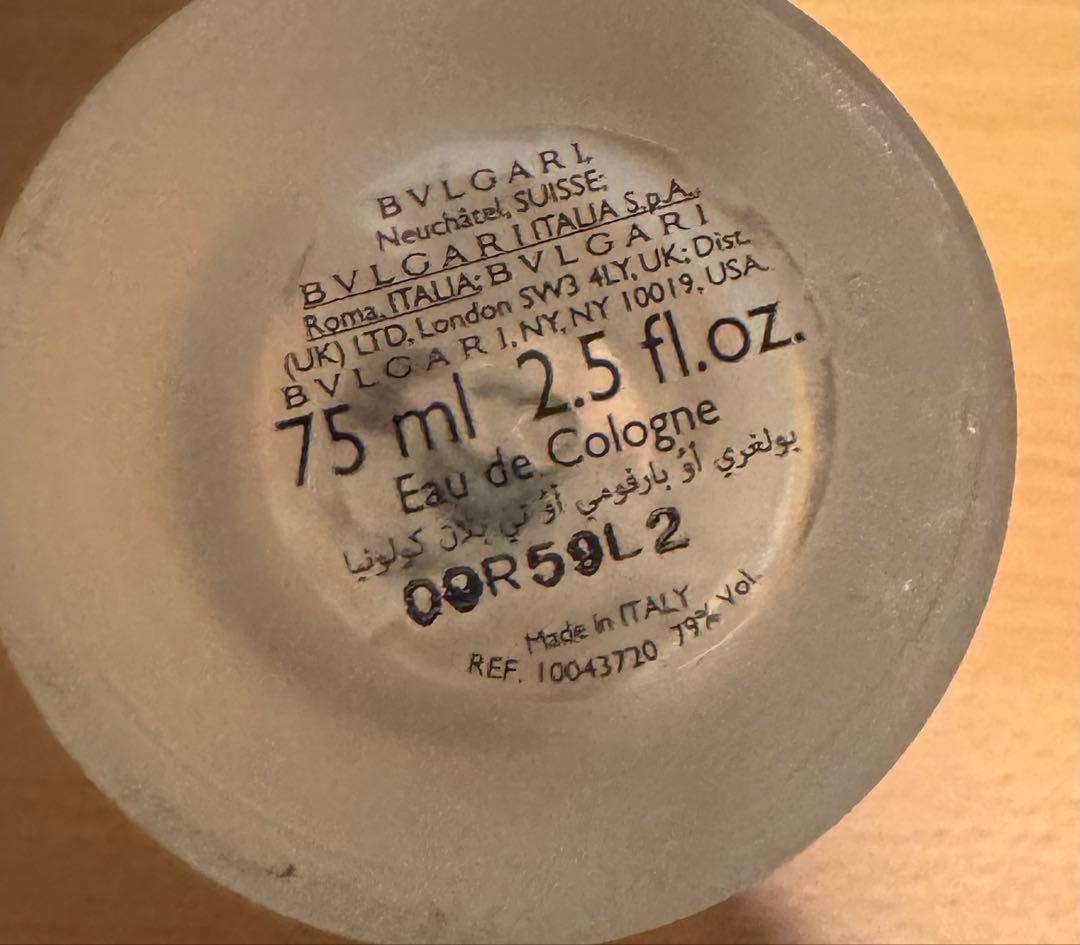 BVLGARI,
Neuchâtel, SUISSE;
BVLGARI ITALIA S.p.A.,
Roma, ITALIA; BVLGARI
(UK) LTD, London SW3 4LY, UK; Dist.
BVLGARI, NY, NY 10019, USA.
75 ml 2.5 fl.oz.
Eau de Cologne
بولغري أوُ بارفومي أوُ تي بلان كولونيا
09R59L2
Made in ITALY
REF. 10043720 79% vol.